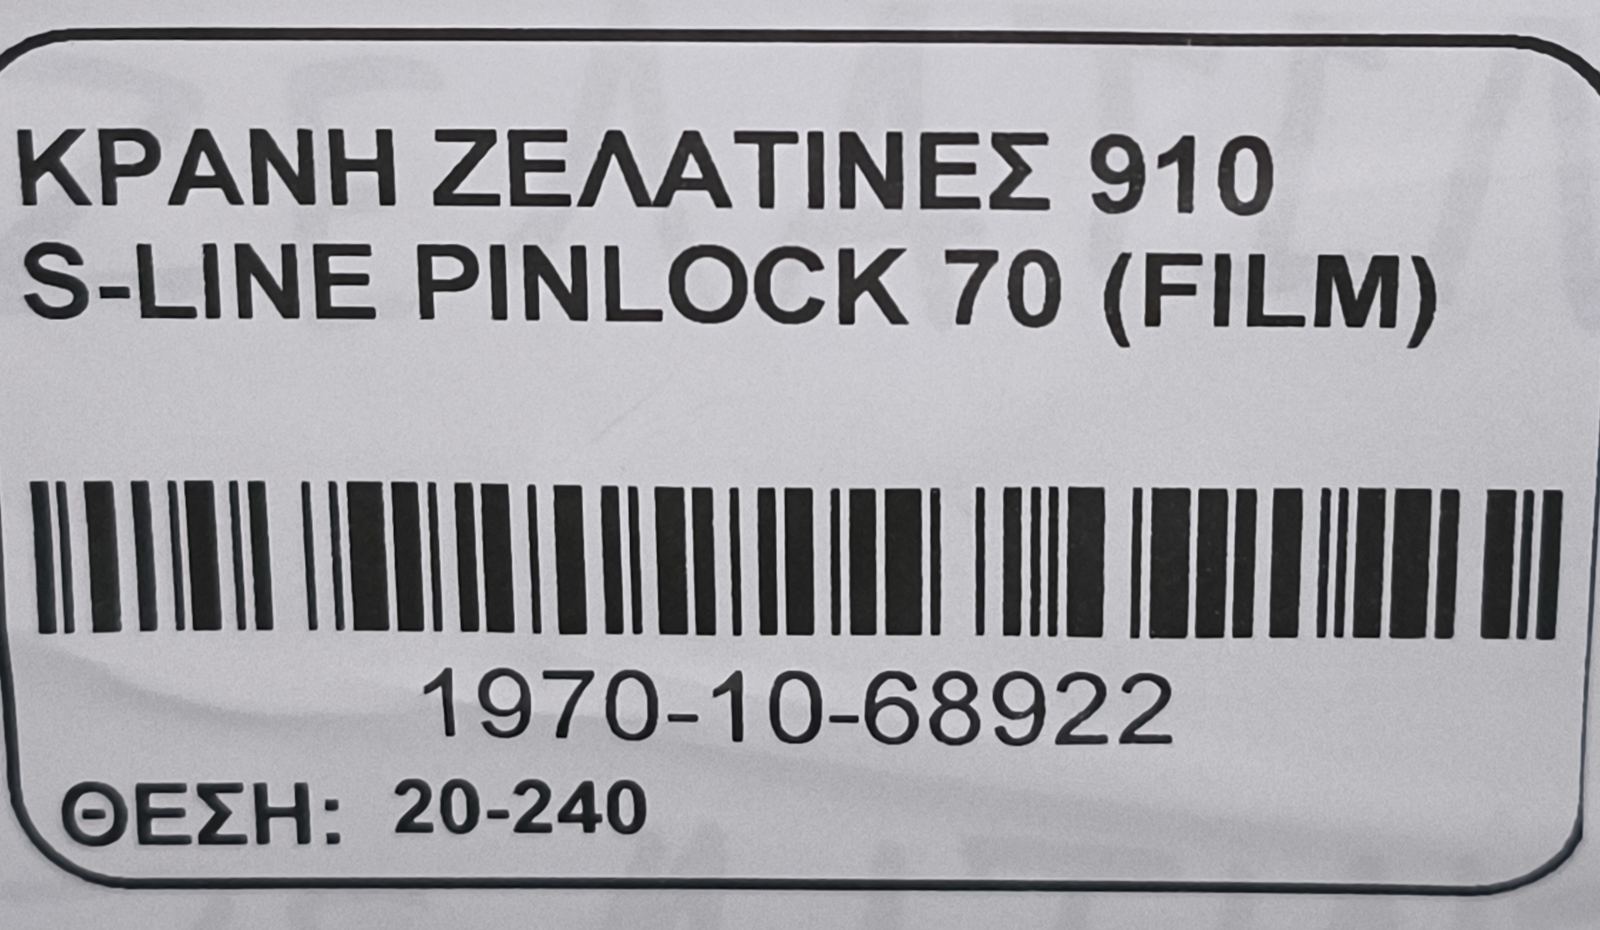 ΚΡΑΝΗ ΖΕΛΑΤΙΝΕΣ 910
S-LINE PINLOCK 70 (FILM)
1970-10-68922
ΘΕΣΗ: 20-240